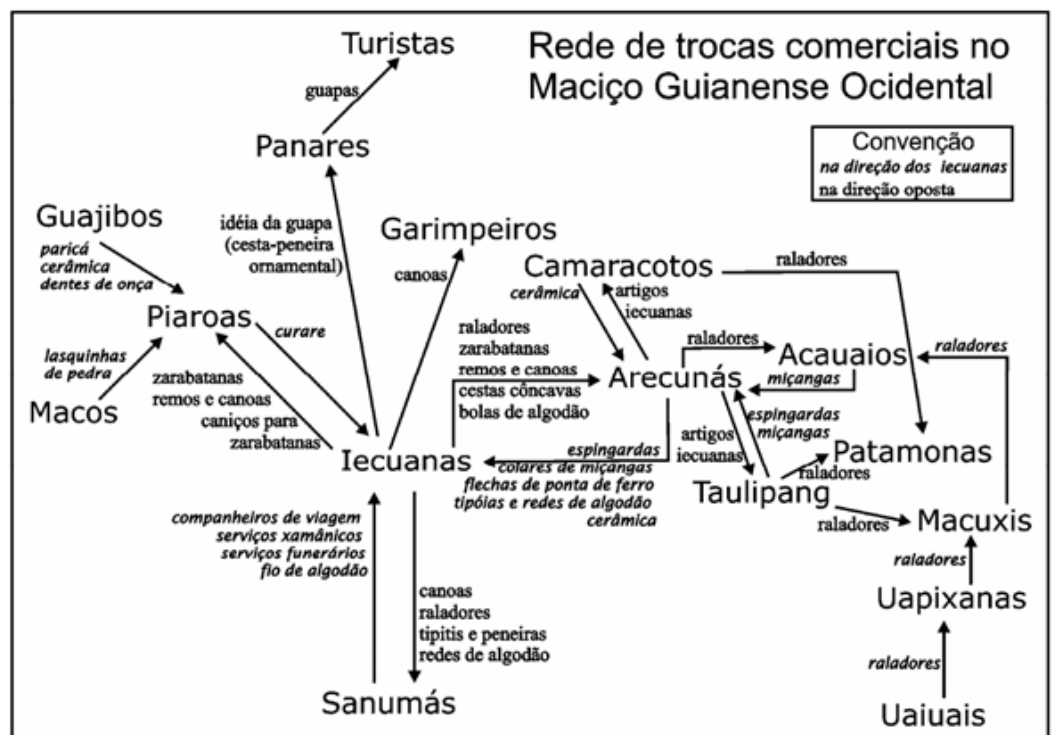 Turistas
Rede de trocas comerciais no
Maciço Guianense Ocidental
guapas
Panares
Convenção
na direção dos iecuanas
na direção oposta
Guajibos
paricá
cerâmica
dentes de onça
idéia da guapa
(cesta-peneira
ornamental)
Garimpeiros
canoas
Camaracotos
raladores
cerâmica
artigos
iecuanas
Piaroas
curare
lasquinhas
de pedra
Macos
zarabatanas
remos e canoas
caniços para
zarabatanas
raladores
zarabatanas
remos e canoas
cestas côncavas
bolas de algodão
Arecunás
raladores
Acauaios
miçangas
raladores
Iecuanas
espingardas
colares de miçangas
flechas de ponta de ferro
tipóias e redes de algodão
cerâmica
artigos
iecuanas
espingardas
miçangas
Patamonas
raladores
Taulipang
raladores
Macuxis
companheiros de viagem
serviços xamânicos
serviços funerários
fio de algodão
raladores
Uapixanas
canoas
raladores
tipitis e peneiras
redes de algodão
raladores
Sanumás
Uaiuais